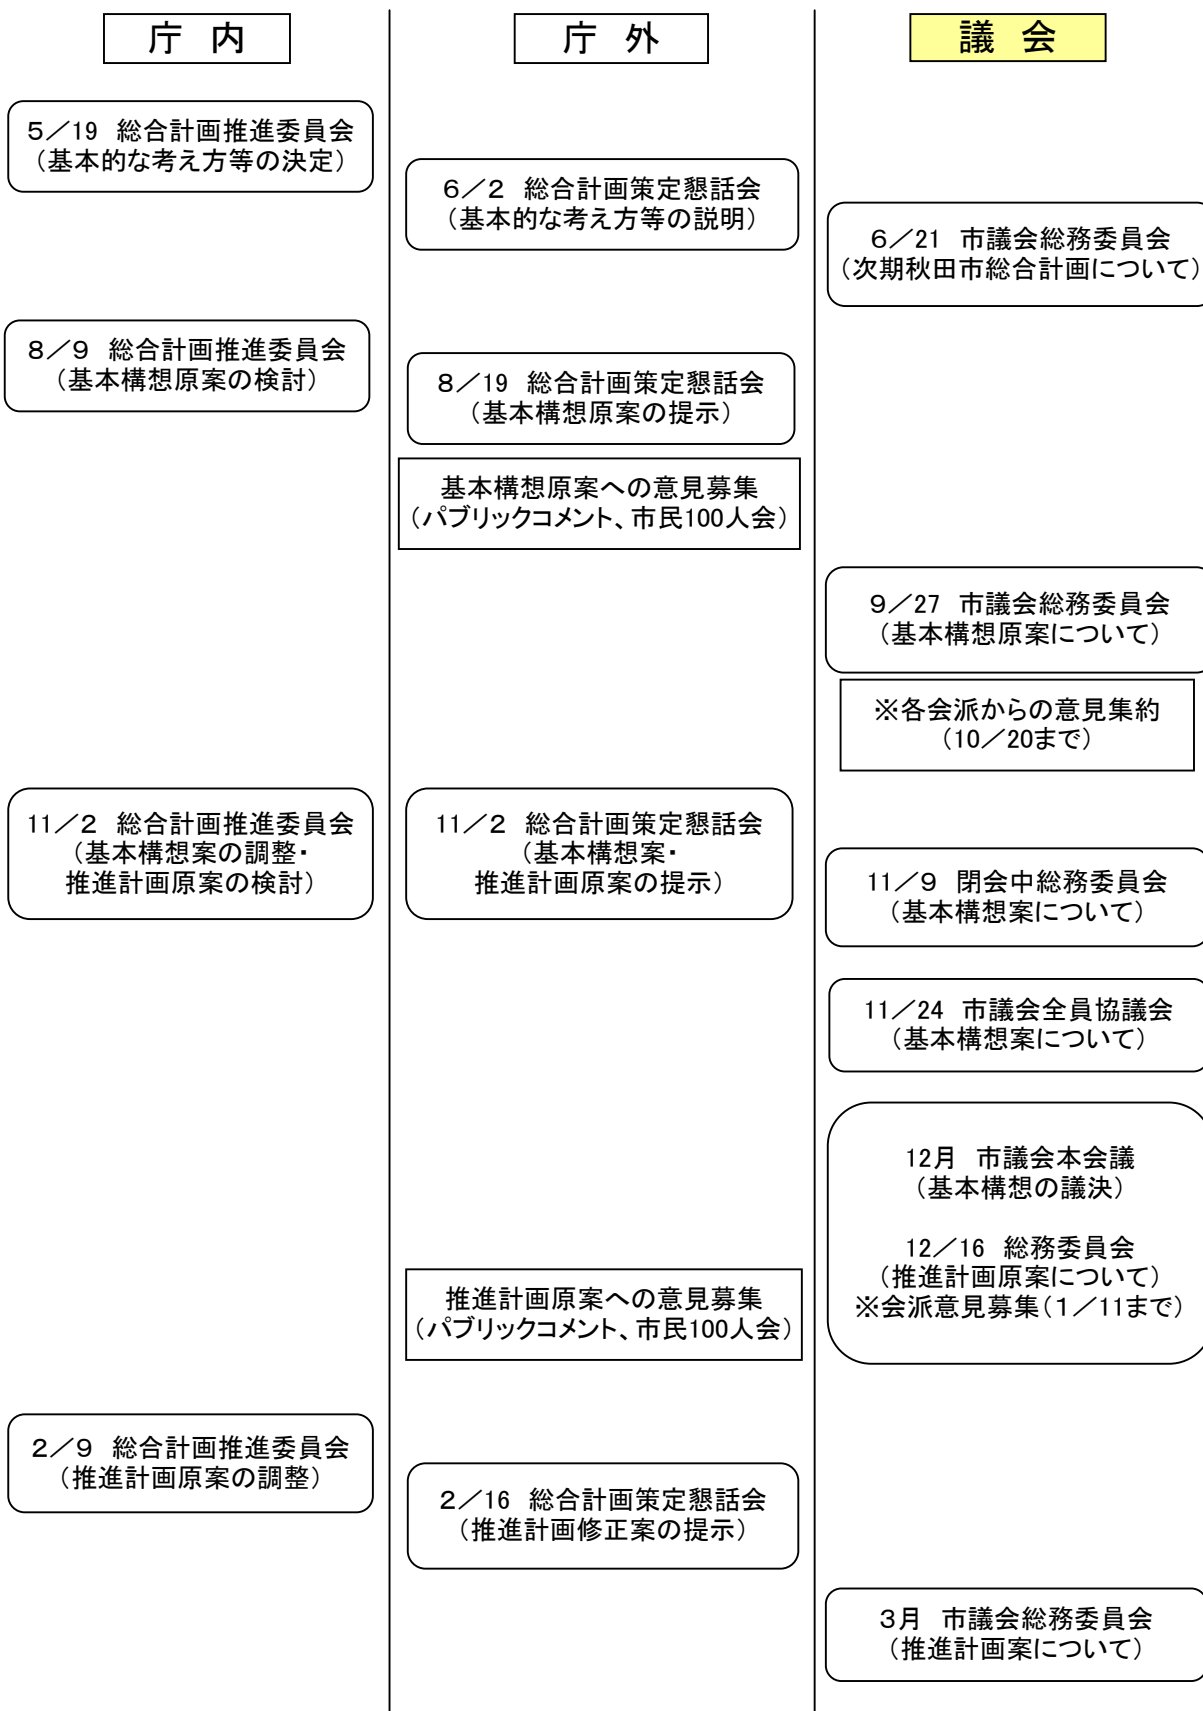 庁 内
庁 外
議 会
5／19 総合計画推進委員会
（基本的な考え方等の決定）
6／2 総合計画策定懇話会
（基本的な考え方等の説明）
6／21 市議会総務委員会
（次期秋田市総合計画について）
8／9 総合計画推進委員会
（基本構想原案の検討）
8／19 総合計画策定懇話会
（基本構想原案の提示）
基本構想原案への意見募集
（パブリックコメント、市民100人会）
9／27 市議会総務委員会
（基本構想原案について）
※各会派からの意見集約
（10／20まで）
11／2 総合計画推進委員会
（基本構想案の調整・
推進計画原案の検討）
11／2 総合計画策定懇話会
（基本構想案・
推進計画原案の提示）
11／9 閉会中総務委員会
（基本構想案について）
11／24 市議会全員協議会
（基本構想案について）
12月 市議会本会議
（基本構想の議決）
12／16 総務委員会
（推進計画原案について）
※会派意見募集（1／11まで）
推進計画原案への意見募集
（パブリックコメント、市民100人会）
2／9 総合計画推進委員会
（推進計画原案の調整）
2／16 総合計画策定懇話会
（推進計画修正案の提示）
3月 市議会総務委員会
（推進計画案について）